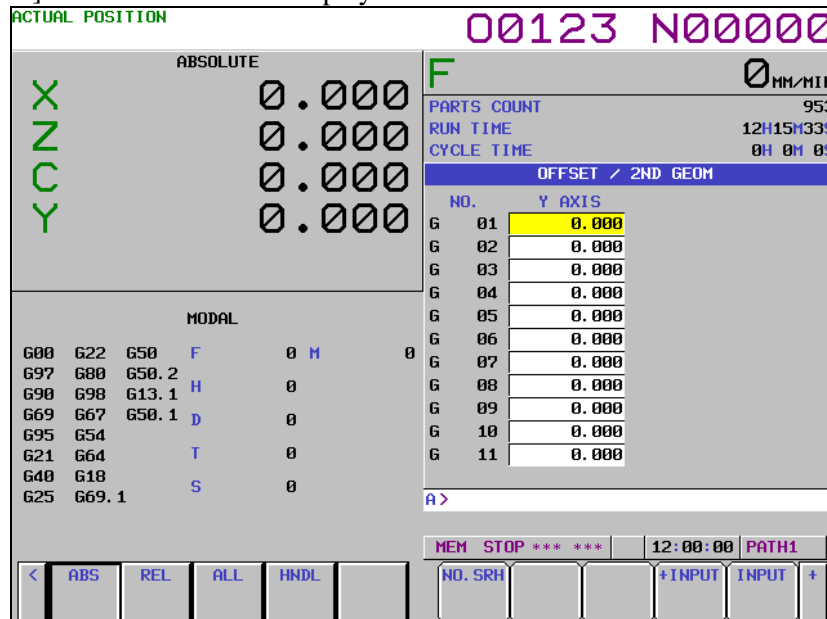 ACTUAL POSITION
O0123 N00000
ABSOLUTE
X 0.000
Z 0.000
C 0.000
Y 0.000
F 0 MM/MI
PARTS COUNT 953
RUN TIME 12H15M33S
CYCLE TIME 0H 0M 0S
OFFSET / 2ND GEOM
NO. Y AXIS
G 01 0.000
G 02 0.000
G 03 0.000
G 04 0.000
G 05 0.000
G 06 0.000
G 07 0.000
G 08 0.000
G 09 0.000
G 10 0.000
G 11 0.000
MODAL
G00 G22 G50 F 0 M 0
G97 G80 G50.2
G90 G98 G13.1 H 0
G69 G67 G50.1 D 0
G95 G54
G21 G64 T 0
G40 G18
G25 G69.1 S 0
A>
MEM STOP *** *** 12:00:00 PATH1
< ABS REL ALL HNDL NO.SRH +INPUT INPUT +